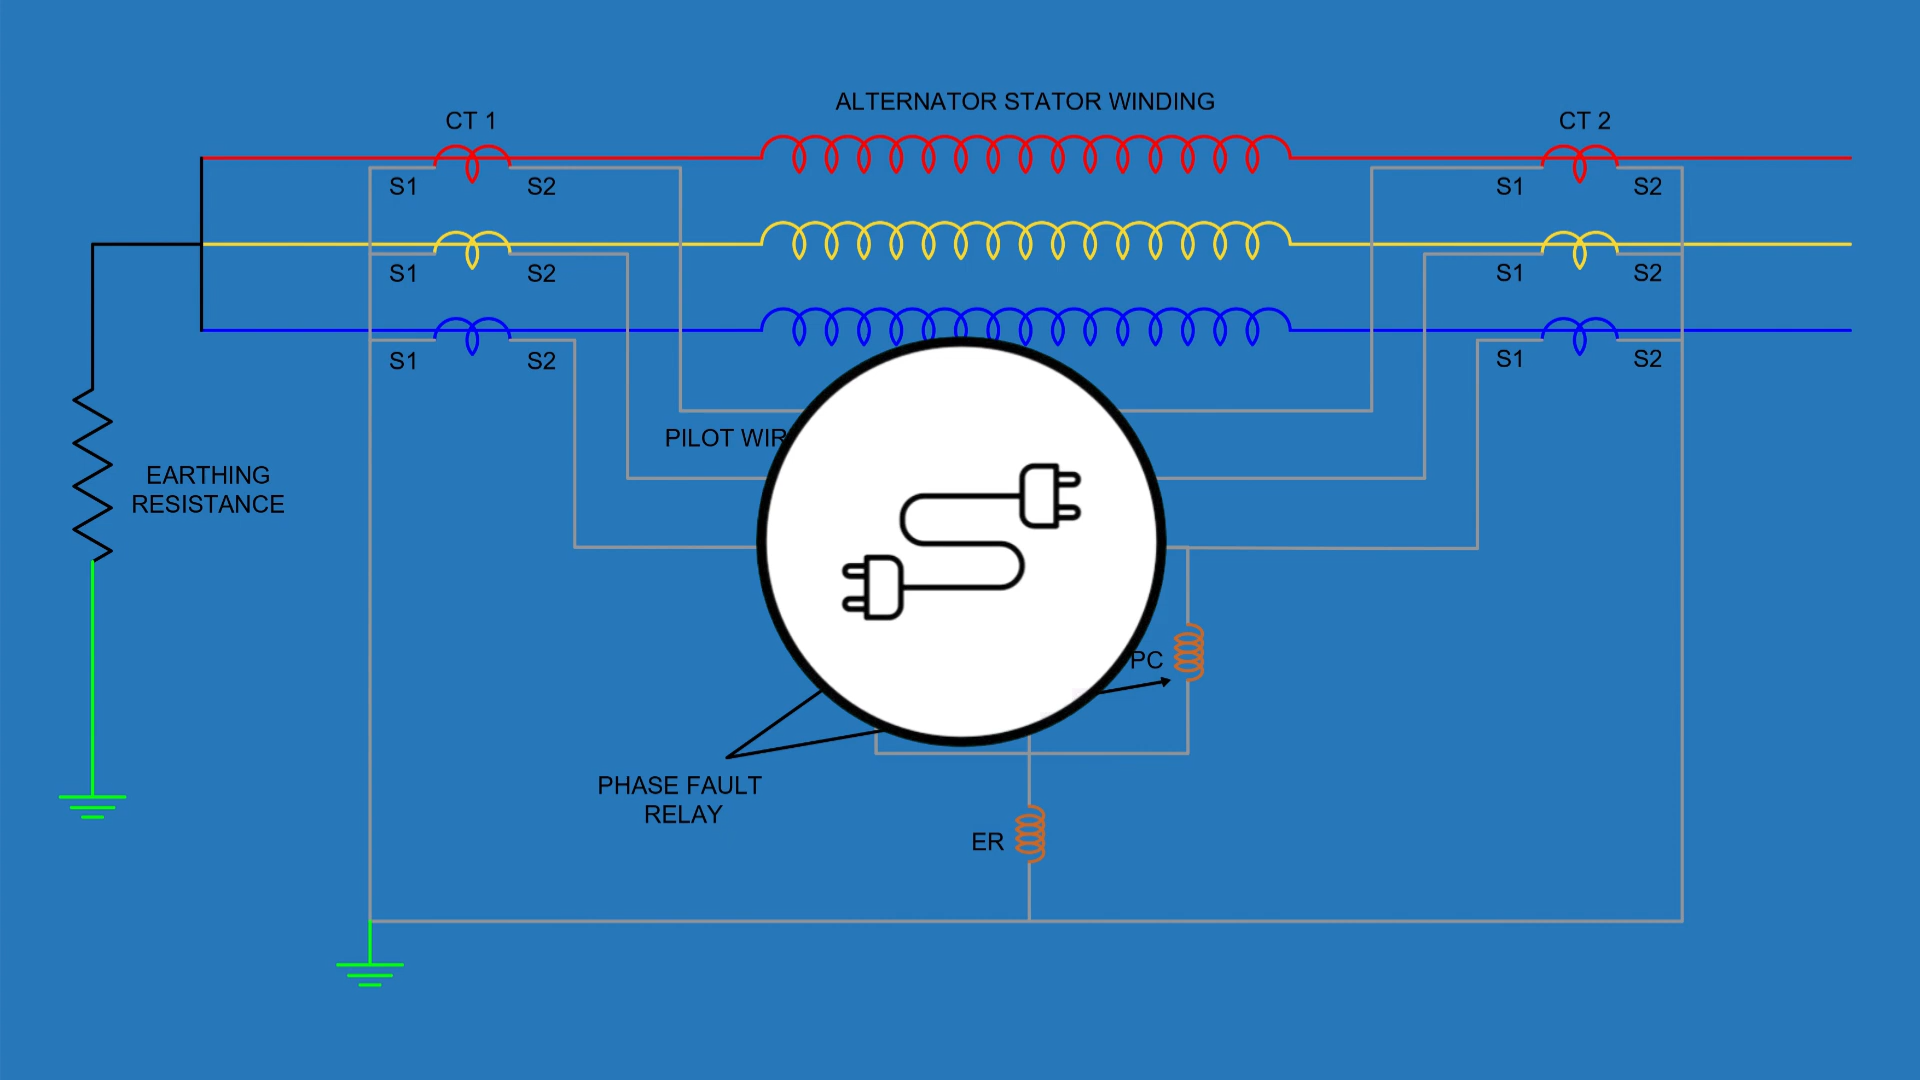 ALTERNATOR STATOR WINDING
CT 1
CT 2
S1
S2
S1
S2
S1
S2
S1
S2
S1
S2
S1
S2
PILOT
EARTHING
RESISTANCE
PC
PHASE FAULT
RELAY
ER